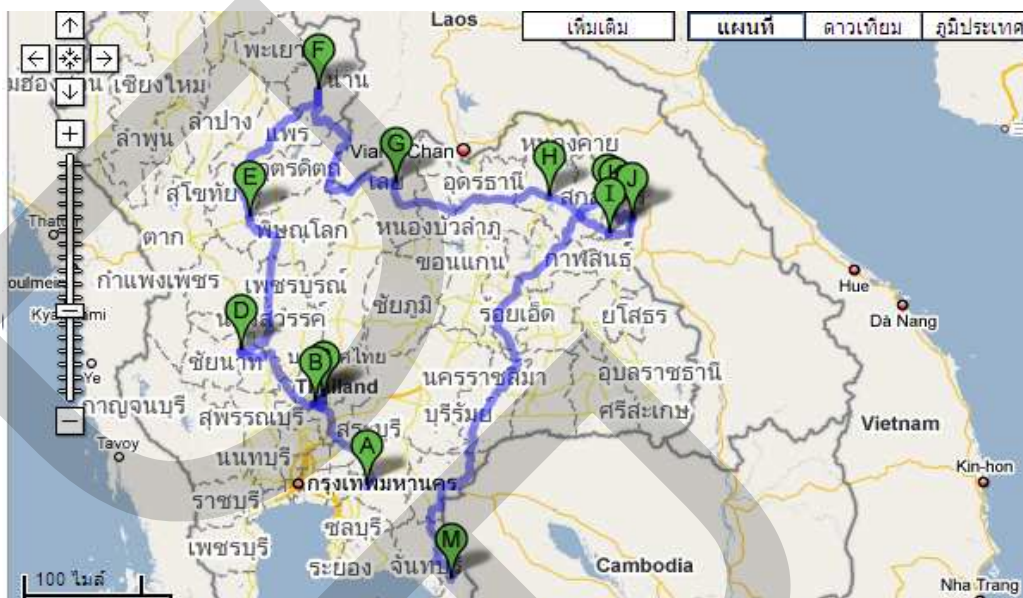 Laos
เพิ่มเติม
แผนที่
ดาวเทียม
ภูมิประเทศ
พะเยา
F
น่าน
เชียงใหม่
ลำปาง
ลำพูน
แพร่
G
H
หนองคาย
E
K
J
I
อุดรธานี
เลย
สุโขทัย
พิษณุโลก
หนองบัวลำภู
ตาก
ขอนแก่น
กาฬสินธุ์
กำแพงเพชร
เพชรบูรณ์
ชัยภูมิ
Hue
D
ร้อยเอ็ด
ยโสธร
Dà Nang
ชัยนาท
B
Thailand
Ye
นครราชสีมา
อุบลราชธานี
กาญจนบุรี
สุพรรณบุรี
บุรีรัมย์
ศรีสะเกษ
สระบุรี
Vietnam
Tavoy
นนทบุรี
A
Kin-hon
กรุงเทพมหานคร
ราชบุรี
ชลบุรี
M
เพชรบุรี
ระยอง
จันทบุรี
Cambodia
100 ไมล์
Nha Trang